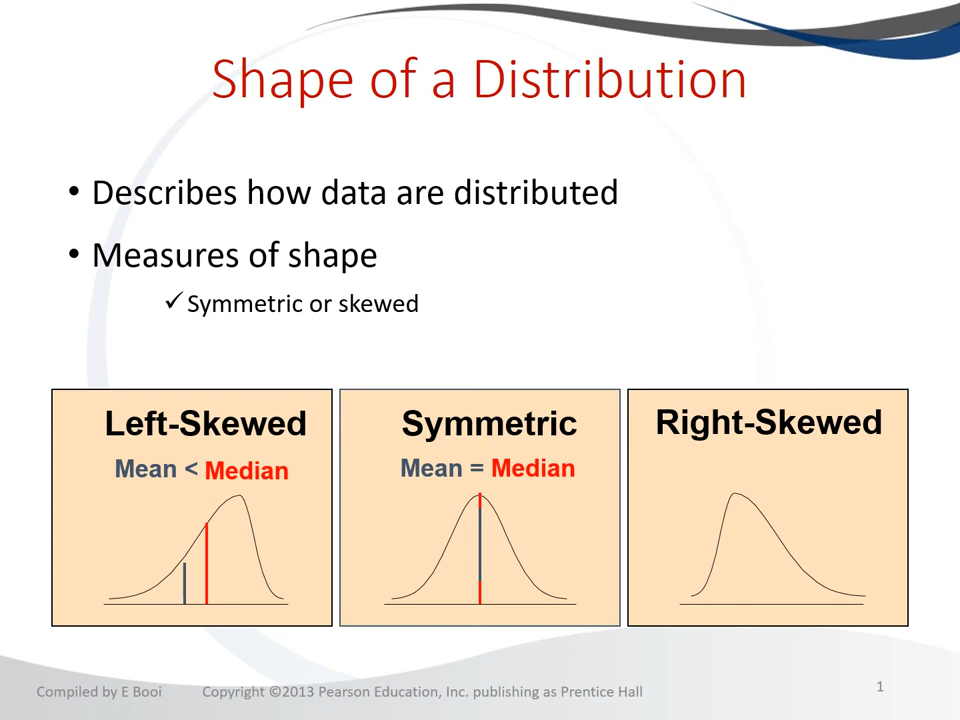 Shape of a Distribution
• Describes how data are distributed
• Measures of shape
✓ Symmetric or skewed
Left-Skewed
Mean < Median
Symmetric
Mean = Median
Right-Skewed
Compiled by E Booi
Copyright ©2013 Pearson Education, Inc. publishing as Prentice Hall
1